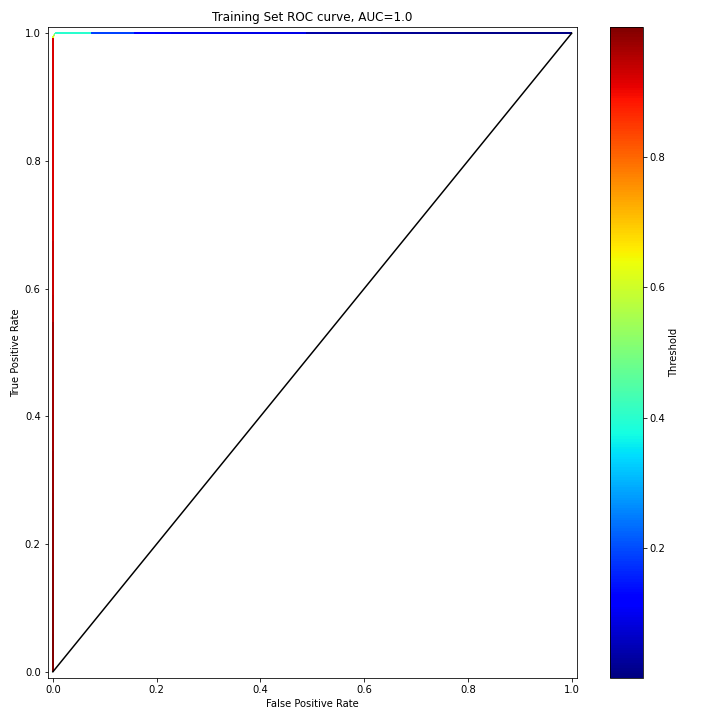 Training Set ROC curve, AUC=1.0
1.0
0.8
0.6
0.4
0.2
0.0
True Positive Rate
0.0 0.2 0.4 0.6 0.8 1.0
False Positive Rate
0.8
0.6
0.4
0.2
Threshold